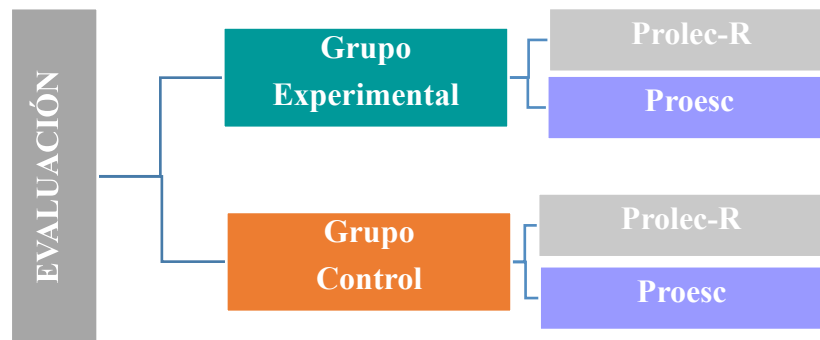 EVALUACIÓN
Grupo
Experimental
Prolec-R
Proesc
Grupo
Control
Prolec-R
Proesc